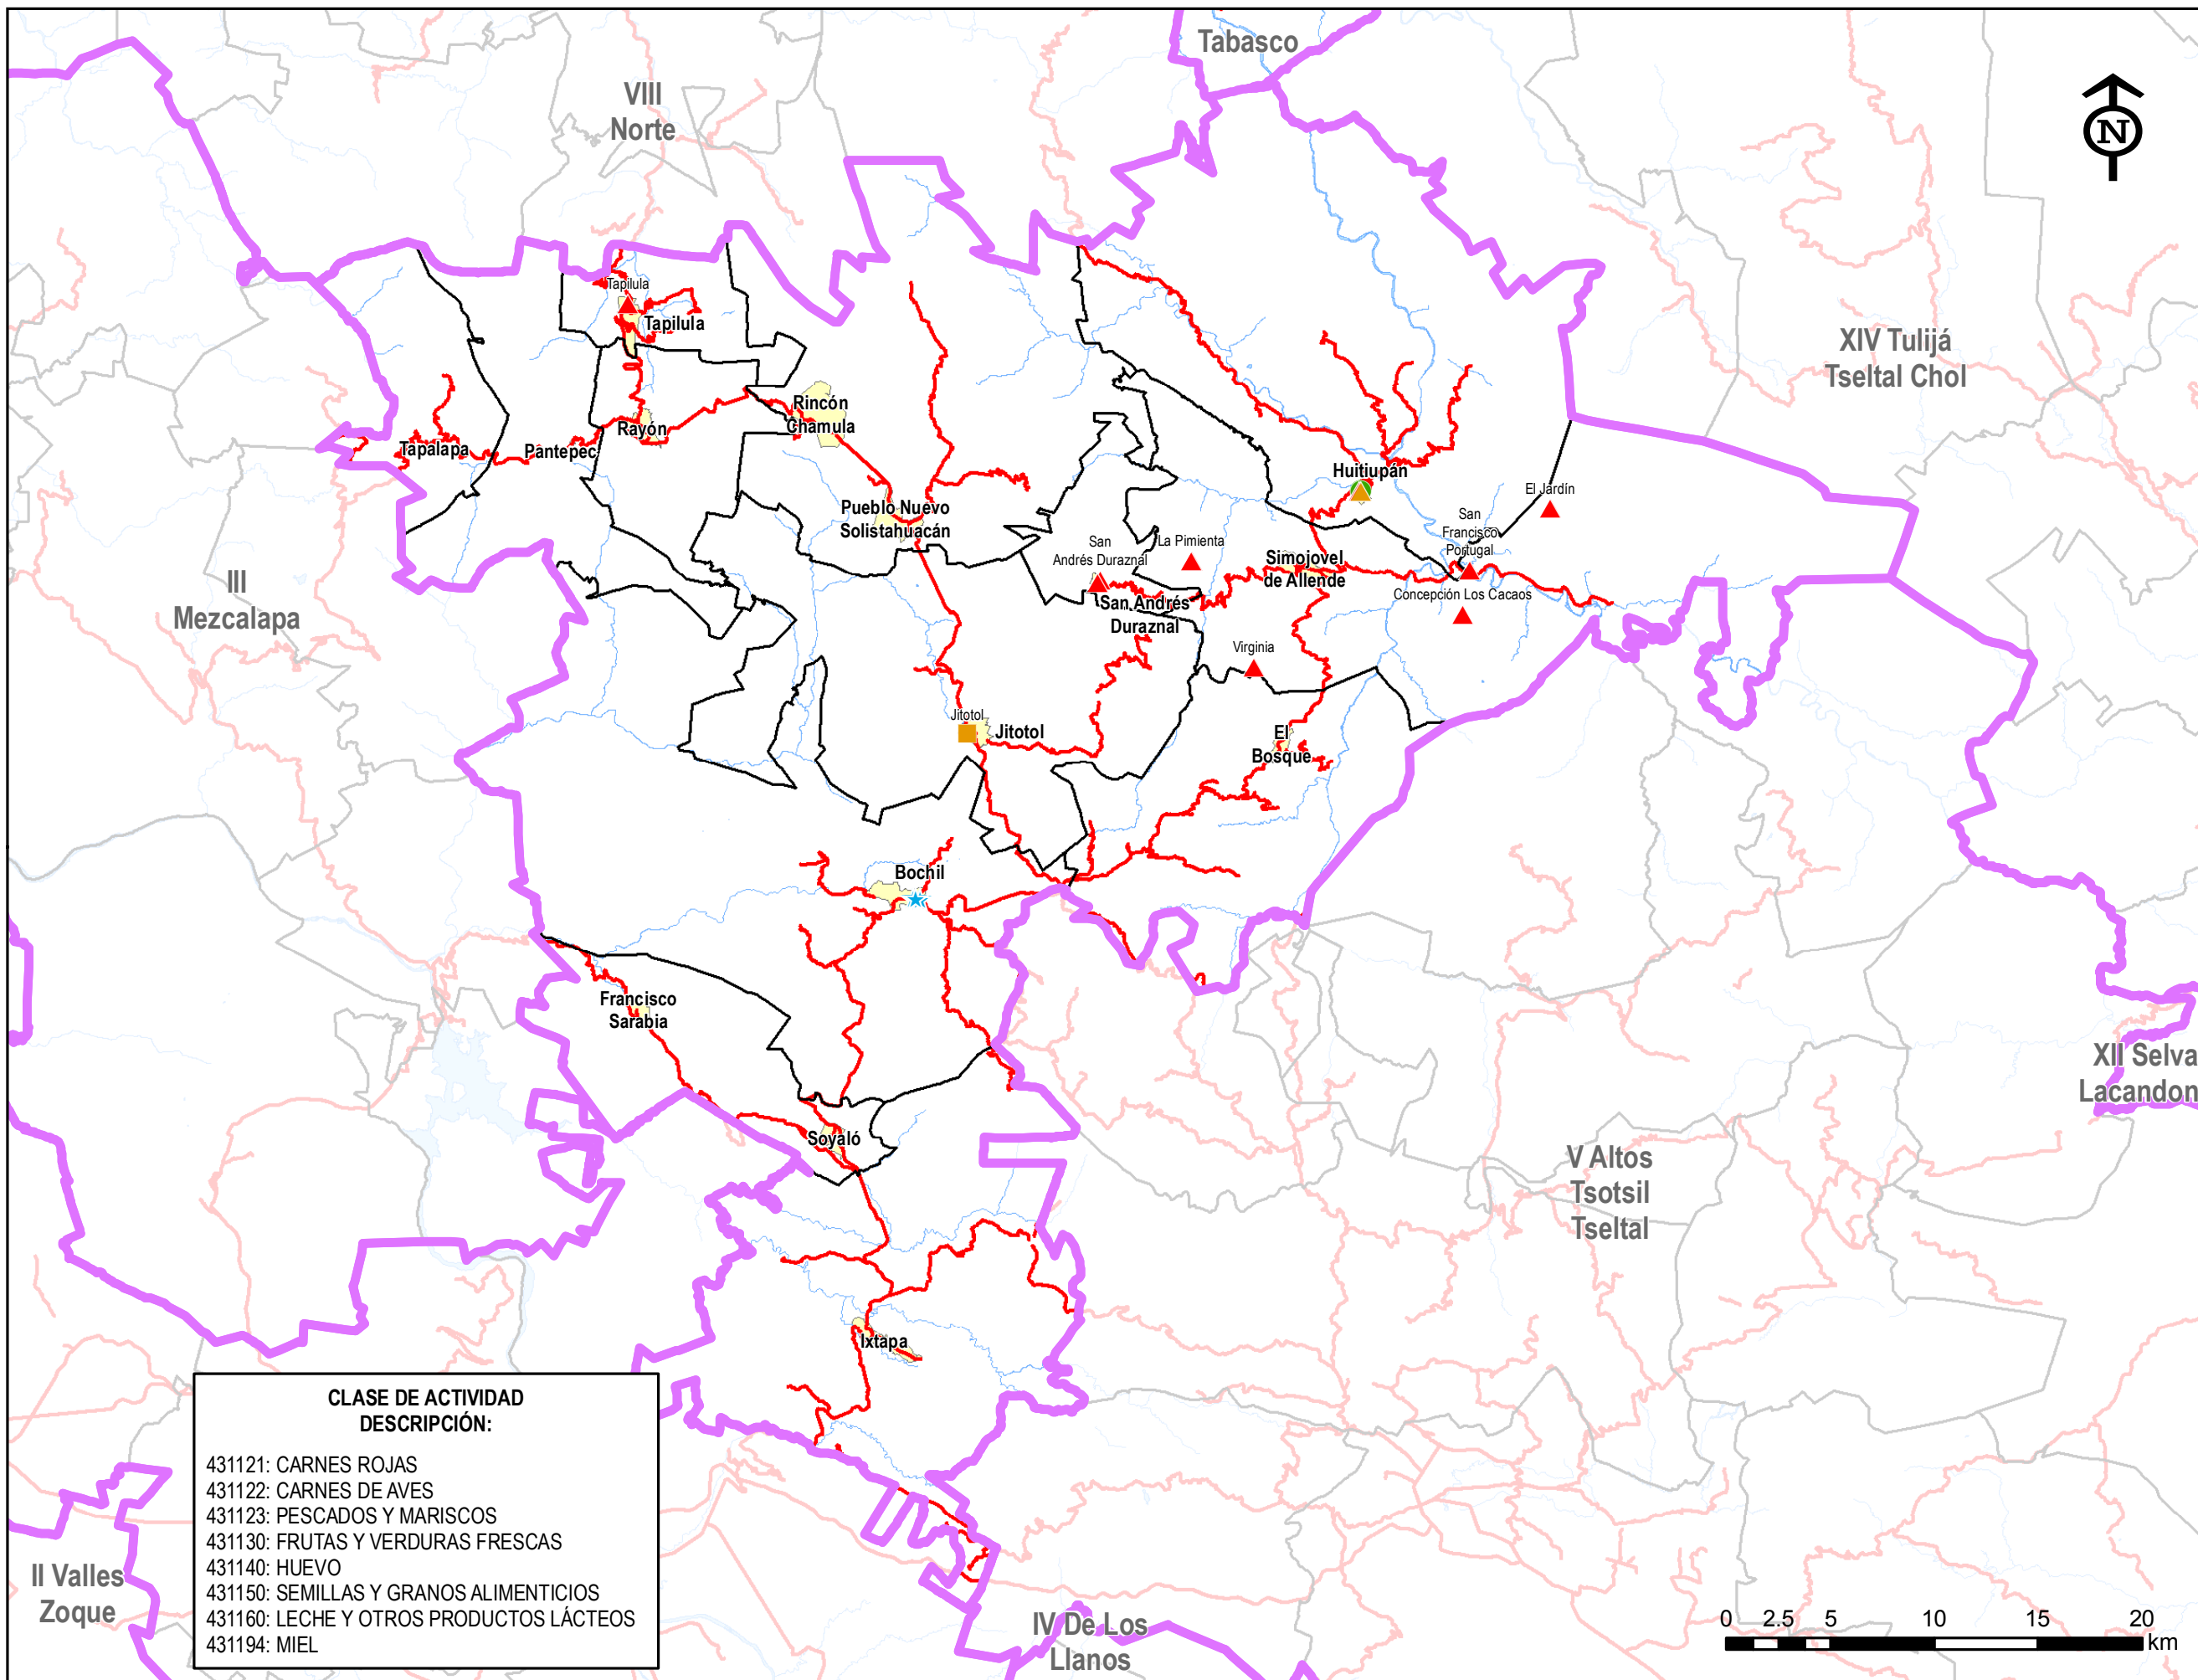 Tabasco
VIII
Norte
N
Tapilula
Tapilula
XIV Tulijá
Tseltal Chol
Rincón
Chamula
Rayón
Tapalapa
Pantepec
Huitiupán
El Jardín
Pueblo Nuevo
Solistahuacán
San
Francisco
Portugal
San
Andrés Duraznal
La Pimienta
Simojovel
de Allende
III
Mezcalapa
Concepción Los Cacaos
San Andrés
Duraznal
Virginia
Jitotol
Jitotol
El
Bosque
Bochil
Francisco
Sarabia
XII Selva
Lacandon
Soyaló
V Altos
Tsotsil
Tseltal
Ixtapa
CLASE DE ACTIVIDAD
DESCRIPCIÓN:
431121: CARNES ROJAS
431122: CARNES DE AVES
431123: PESCADOS Y MARISCOS
431130: FRUTAS Y VERDURAS FRESCAS
431140: HUEVO
431150: SEMILLAS Y GRANOS ALIMENTICIOS
431160: LECHE Y OTROS PRODUCTOS LÁCTEOS
431194: MIEL
II Valles
Zoque
IV De Los
Llanos
0 2.5 5 10 15 20
km